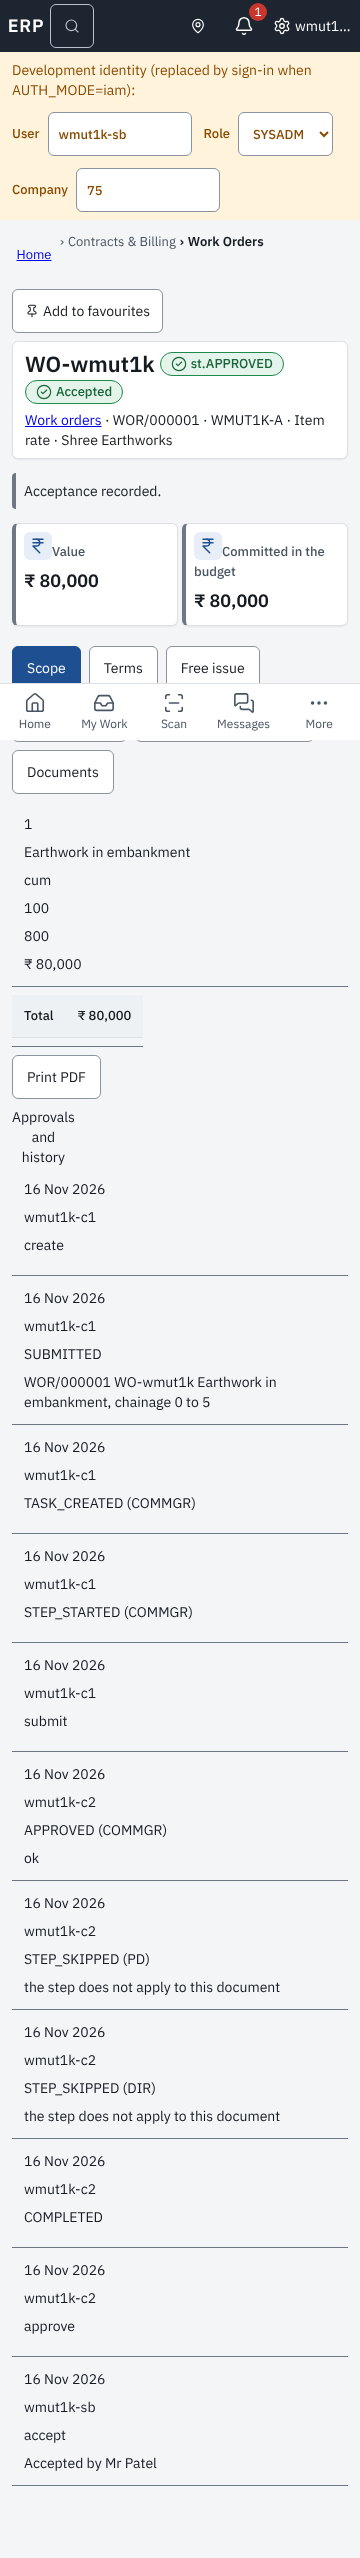 ERP
1
wmut1...
Development identity (replaced by sign-in when
AUTH_MODE=iam):
User wmut1k-sb Role SYSADM
Company 75
Home › Contracts & Billing › Work Orders
Add to favourites
WO-wmut1k st.APPROVED
Accepted
Work orders · WOR/000001 · WMUT1K-A · Item
rate · Shree Earthworks
Acceptance recorded.
₹ Value
₹ 80,000
₹ Committed in the
budget
₹ 80,000
Scope Terms Free issue
Home My Work Scan Messages More
Documents
1
Earthwork in embankment
cum
100
800
₹ 80,000
Total ₹ 80,000
Print PDF
Approvals
and
history
16 Nov 2026
wmut1k-c1
create
16 Nov 2026
wmut1k-c1
SUBMITTED
WOR/000001 WO-wmut1k Earthwork in
embankment, chainage 0 to 5
16 Nov 2026
wmut1k-c1
TASK_CREATED (COMMGR)
16 Nov 2026
wmut1k-c1
STEP_STARTED (COMMGR)
16 Nov 2026
wmut1k-c1
submit
16 Nov 2026
wmut1k-c2
APPROVED (COMMGR)
ok
16 Nov 2026
wmut1k-c2
STEP_SKIPPED (PD)
the step does not apply to this document
16 Nov 2026
wmut1k-c2
STEP_SKIPPED (DIR)
the step does not apply to this document
16 Nov 2026
wmut1k-c2
COMPLETED
16 Nov 2026
wmut1k-c2
approve
16 Nov 2026
wmut1k-sb
accept
Accepted by Mr Patel